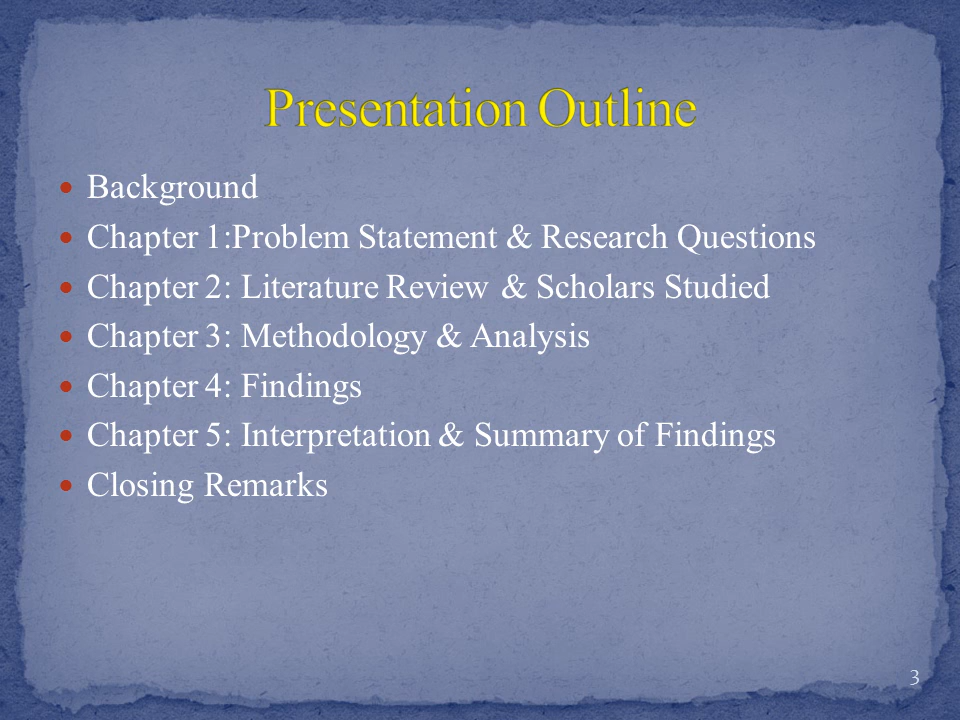 Presentation Outline
• Background
• Chapter 1:Problem Statement & Research Questions
• Chapter 2: Literature Review & Scholars Studied
• Chapter 3: Methodology & Analysis
• Chapter 4: Findings
• Chapter 5: Interpretation & Summary of Findings
• Closing Remarks
3